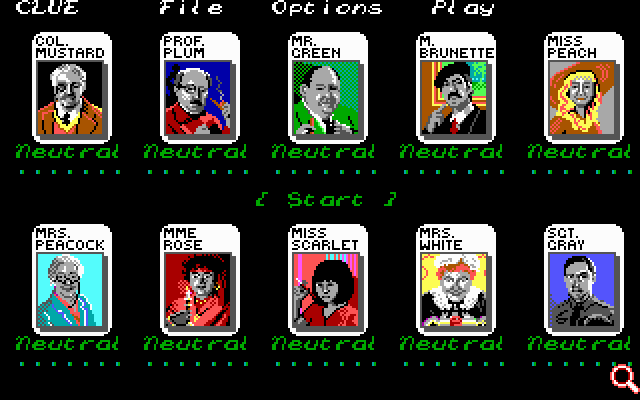 CLUE File Options Play
COL. MUSTARD
PROF. PLUM
MR. GREEN
M. BRUNETTE
MISS PEACH
Neutral Neutral Neutral Neutral Neutral
[ Start ]
MRS. PEACOCK
MME ROSE
MISS SCARLET
MRS. WHITE
SGT. GRAY
Neutral Neutral Neutral Neutral Neutral